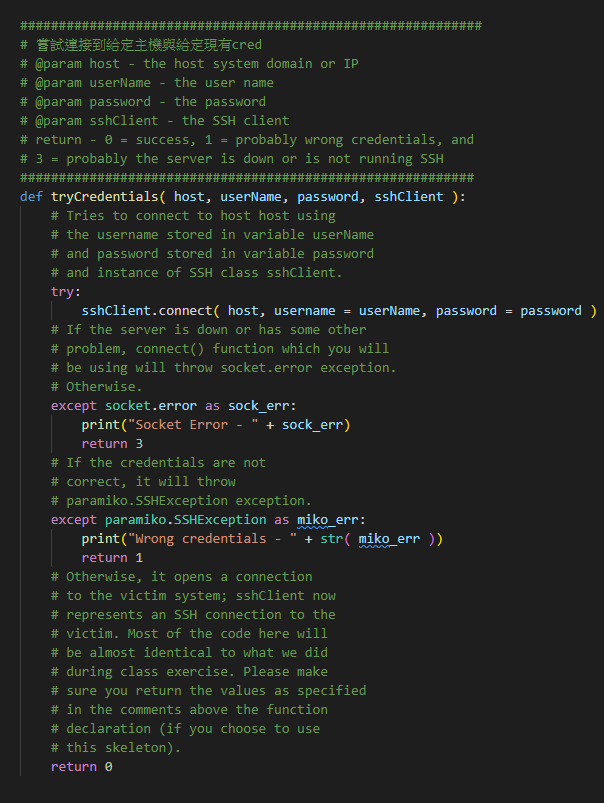 ############################################################
# 嘗試連接到給定主機與給定現有cred
# @param host - the host system domain or IP
# @param userName - the user name
# @param password - the password
# @param sshClient - the SSH client
# return - 0 = success, 1 = probably wrong credentials, and
# 3 = probably the server is down or is not running SSH
###########################################################
def tryCredentials( host, userName, password, sshClient ):
    # Tries to connect to host host using
    # the username stored in variable userName
    # and password stored in variable password
    # and instance of SSH class sshClient.
    try:
        sshClient.connect( host, username = userName, password = password )
    # If the server is down or has some other
    # problem, connect() function which you will
    # be using will throw socket.error exception.
    # Otherwise.
    except socket.error as sock_err:
        print("Socket Error - " + sock_err)
        return 3
    # If the credentials are not
    # correct, it will throw
    # paramiko.SSHException exception.
    except paramiko.SSHException as miko_err:
        print("Wrong credentials - " + str( miko_err ))
        return 1
    # Otherwise, it opens a connection
    # to the victim system; sshClient now
    # represents an SSH connection to the
    # victim. Most of the code here will
    # be almost identical to what we did
    # during class exercise. Please make
    # sure you return the values as specified
    # in the comments above the function
    # declaration (if you choose to use
    # this skeleton).
    return 0